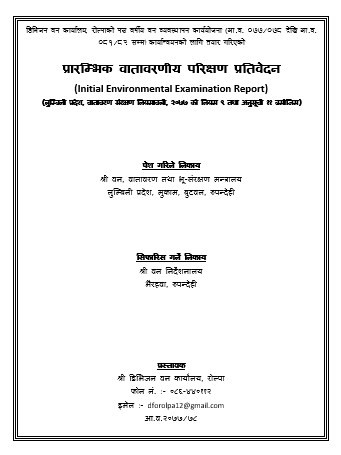 डिभिजन वन कार्यालय, रोल्पाको पञ्च वर्षीय वन व्यवस्थापन कार्ययोजना (आ.व. ०७७/०७८ देखि आ.व.
०८१/८२ सम्म) कार्यान्वयनको लागि तयार गरिएको
प्रारम्भिक वातावरणीय परिक्षण प्रतिवेदन
(Initial Environmental Examination Report)
(लुम्बिनी प्रदेश, वातावरण संरक्षण नियमावली, २०७७ को नियम ९ तथा अनुसूची ११ बमोजिम)
पेश गरिने निकाय
श्री वन, वातावरण तथा भू-संरक्षण मन्त्रालय
लुम्बिनी प्रदेश, मुकाम, बुटवल, रुपन्देही
सिफारिस गर्ने निकाय
श्री वन निर्देशनालय
भैरहवा, रुपन्देही
प्रस्तावक
श्री डिभिजन वन कार्यालय, रोल्पा
फोन नं. :- ०८६-४४०११२
इमेल :- dforolpa12@gmail.com
आ.व.२०७७/७८